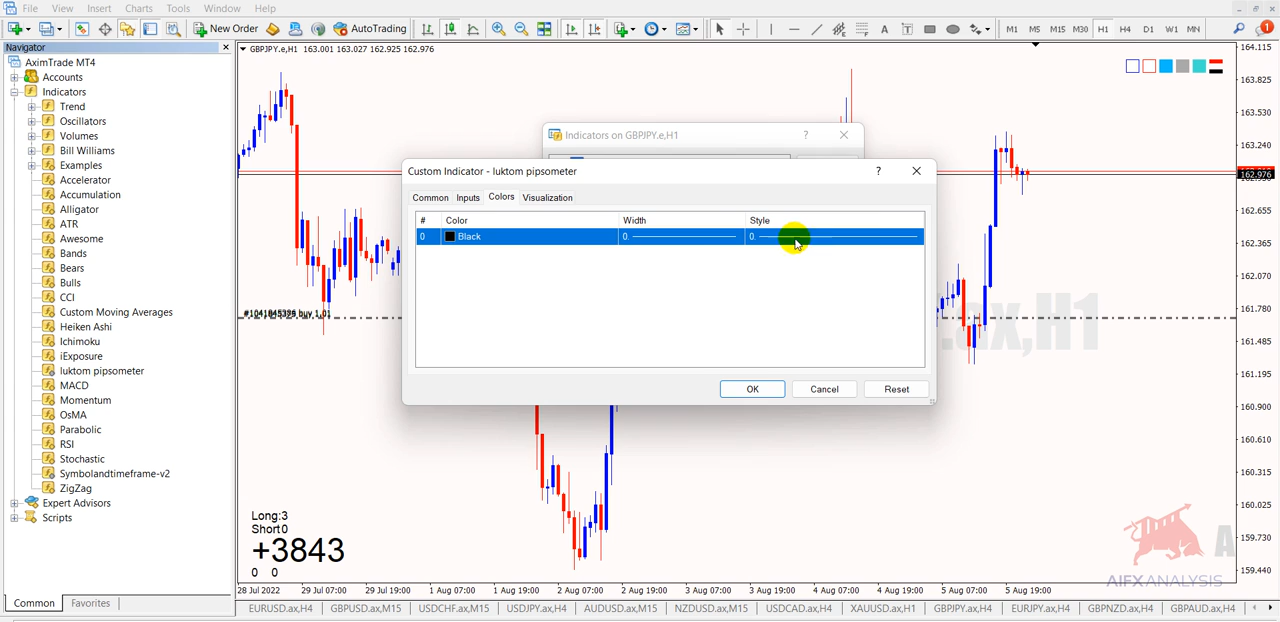 File View Insert Charts Tools Window Help
New Order AutoTrading A T M1 M5 M15 M30 H1 H4 D1 W1 MN 1
Navigator
AximTrade MT4
Accounts
Indicators
Trend
Oscillators
Volumes
Bill Williams
Examples
Accelerator
Accumulation
Alligator
ATR
Awesome
Bands
Bears
Bulls
CCI
Custom Moving Averages
Heiken Ashi
Ichimoku
iExposure
luktom pipsometer
MACD
Momentum
OsMA
Parabolic
RSI
Stochastic
Symbolandtimeframe-v2
ZigZag
Expert Advisors
Scripts
Common Favorites
GBPJPY.e,H1 163.001 163.027 162.925 162.976
Indicators on GBPJPY.e,H1 ?
Custom Indicator - luktom pipsometer ?
Common Inputs Colors Visualization
# Color Width Style
0 Black 0. 0.
OK Cancel Reset
#1041845396 buy 1.01
.ax,H1
Long:3
Short0
+3843
0 0
A
AIFX ANALYSIS
164.115
163.825
163.530
163.240
162.976
162.655
162.365
162.070
161.780
161.485
161.195
160.900
160.610
160.315
160.025
159.730
159.440
28 Jul 2022 29 Jul 07:00 29 Jul 19:00 1 Aug 07:00 1 Aug 19:00 2 Aug 07:00 2 Aug 19:00 3 Aug 07:00 3 Aug 19:00 4 Aug 07:00 4 Aug 19:00 5 Aug 07:00 5 Aug 19:00
EURUSD.ax,H4 GBPUSD.ax,M15 USDCHF.ax,M15 USDJPY.ax,H4 AUDUSD.ax,M15 NZDUSD.ax,M15 USDCAD.ax,H4 XAUUSD.ax,H1 GBPJPY.ax,H4 EURJPY.ax,H4 GBPNZD.ax,H4 GBPAUD.ax,H4